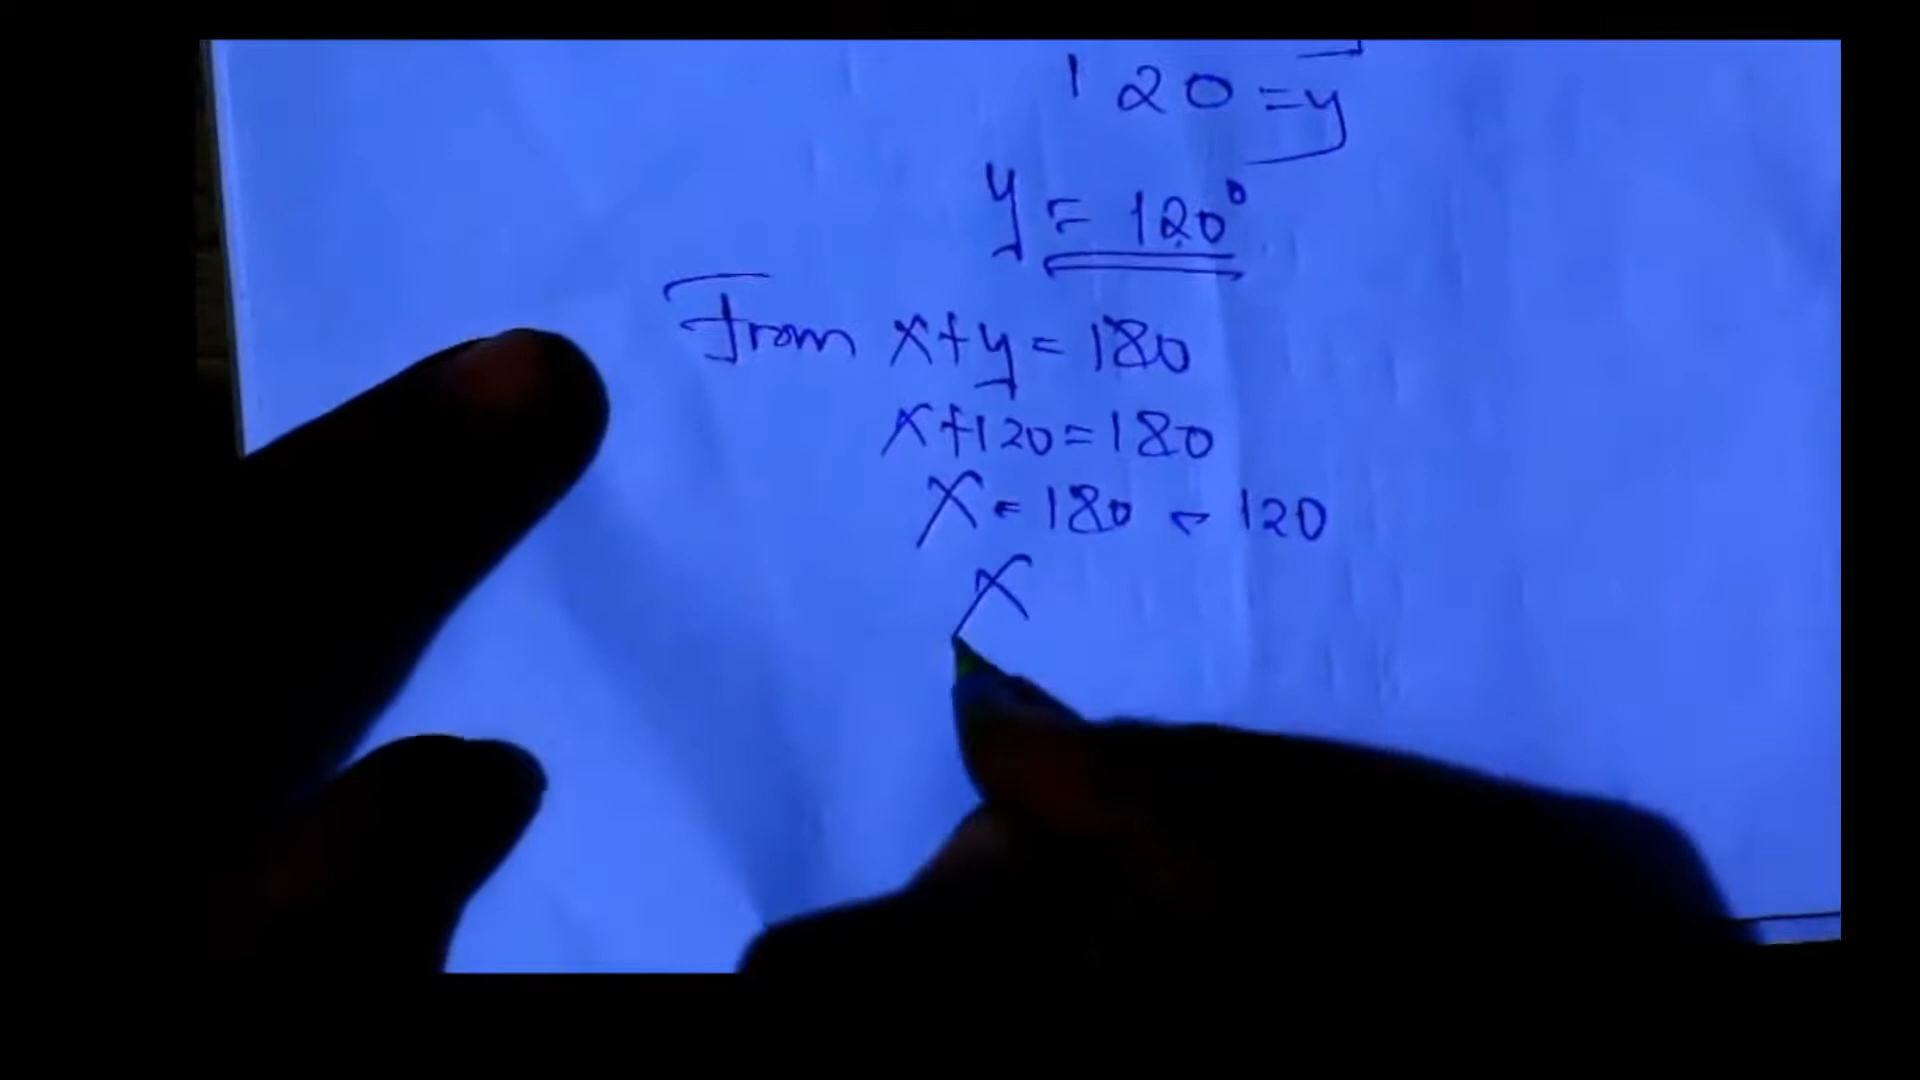 120 = y
y = 120°
From x + y = 180
x + 120 = 180
x = 180 - 120
x